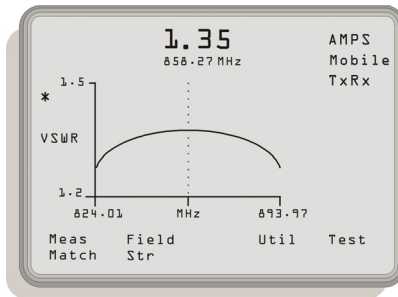 1.35
858.27 MHz
AMPS
Mobile
TxRx
1.5
*
VSWR
1.2
824.01 MHz 893.97
Meas Field Util Test
Match Str